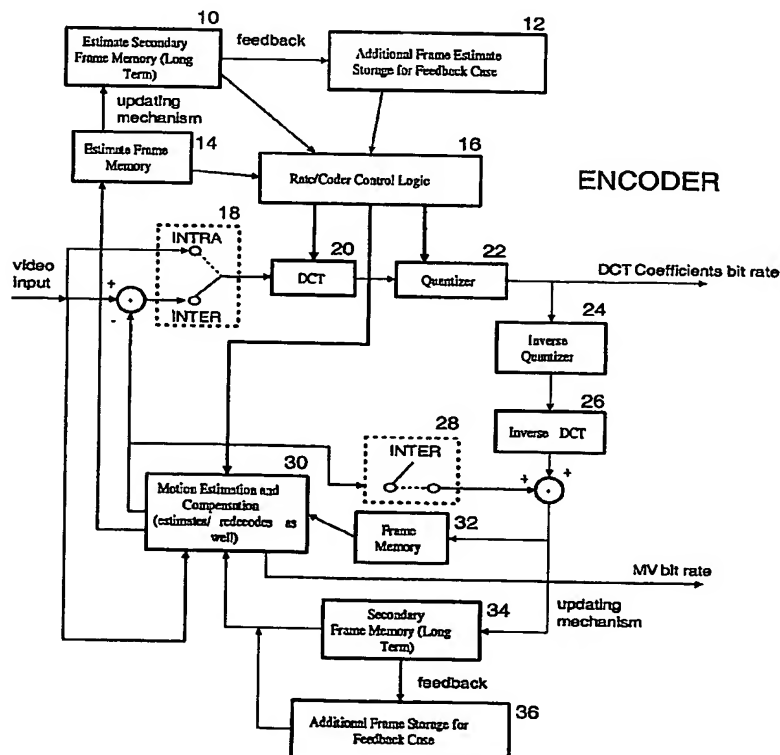 10
Estimate Secondary
Frame Memory (Long
Term)
feedback
12
Additional Frame Estimate
Storage for Feedback Case
updating
mechanism
14
Estimate Frame
Memory
16
Rate/Coder Control Logic
ENCODER
18
INTRA
INTER
video
input
+
-
20
DCT
22
Quantizer
DCT Coefficients bit rate
24
Inverse
Quantizer
26
Inverse DCT
28
INTER
+
+
30
Motion Estimation and
Compensation
(estimates/ redecodes as
well)
32
Frame
Memory
MV bit rate
updating
mechanism
34
Secondary
Frame Memory (Long
Term)
feedback
36
Additional Frame Storage for
Feedback Case